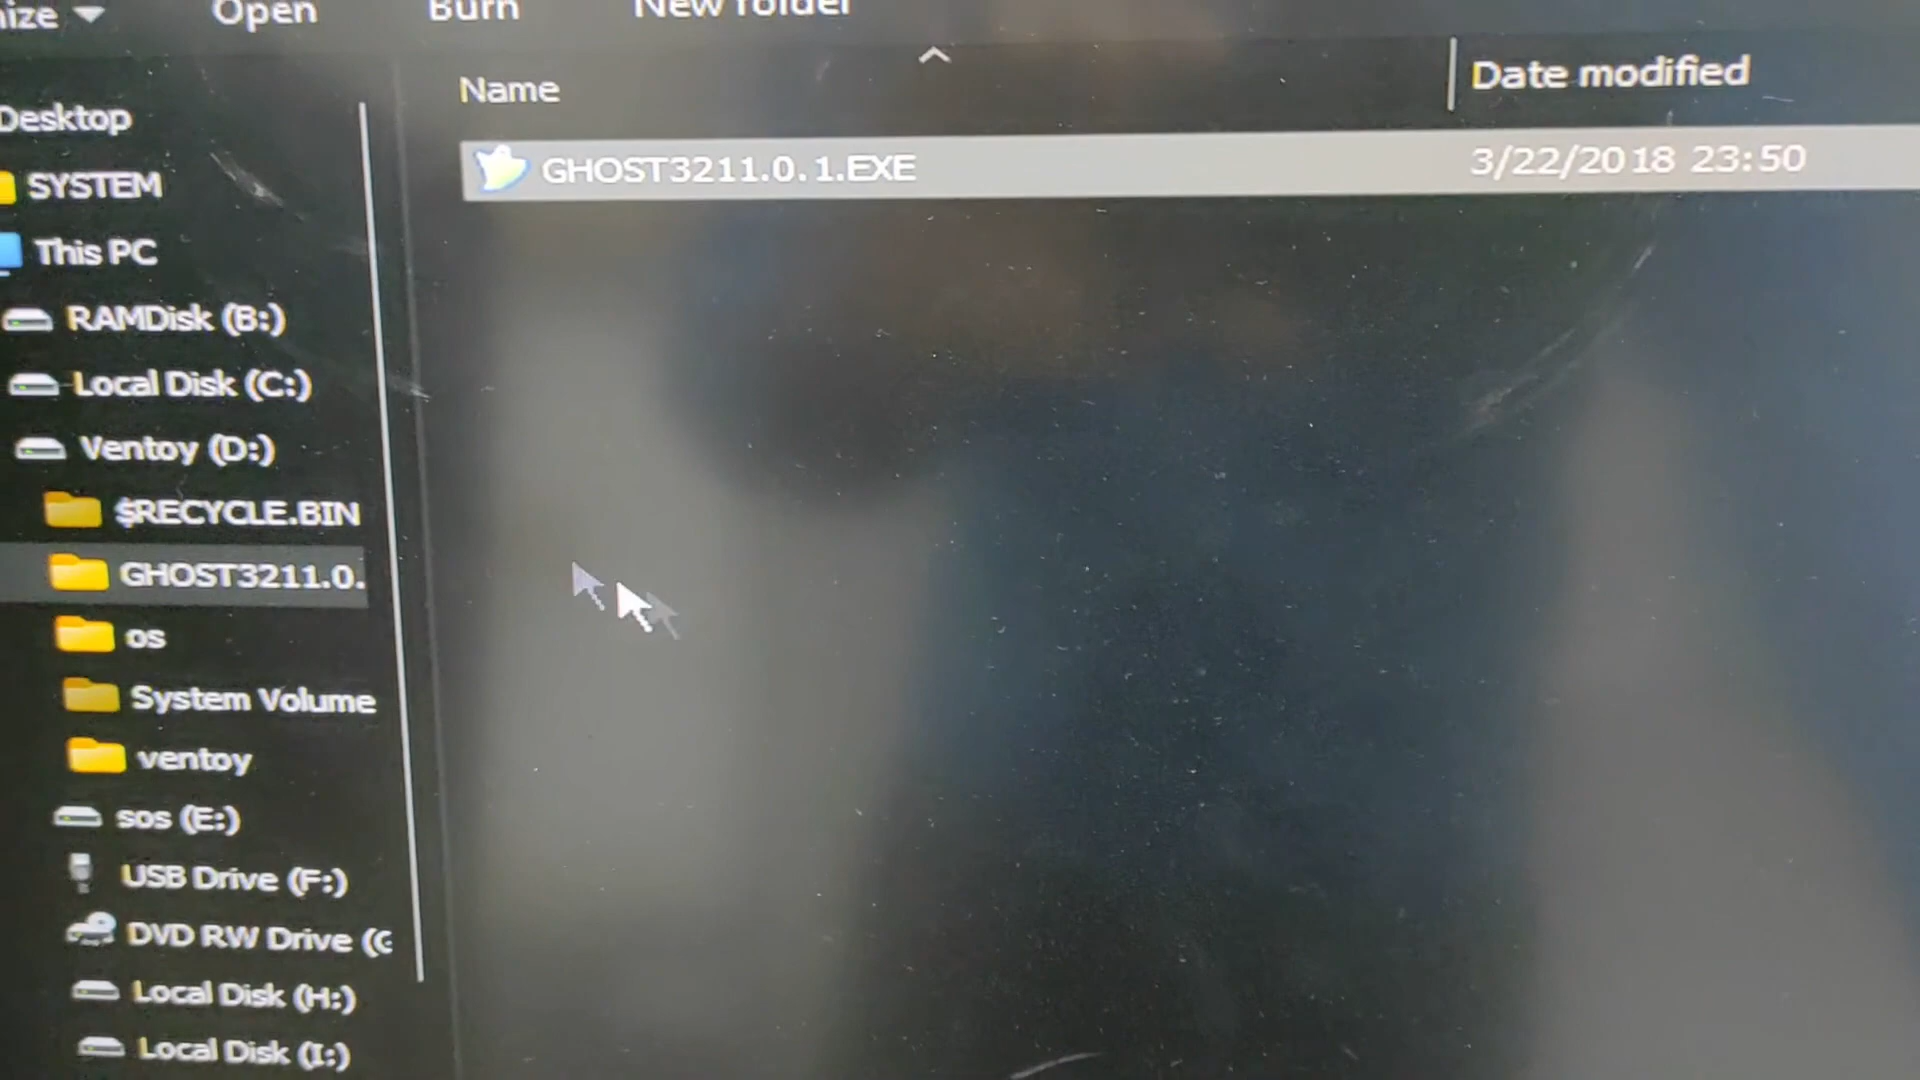 Open
Burn
New folder
Name
Date modified
GHOST3211.0.1.EXE
3/22/2018 23:50
Desktop
SYSTEM
This PC
RAMDisk (B:)
Local Disk (C:)
Ventoy (D:)
$RECYCLE.BIN
GHOST3211.0.
os
System Volume
ventoy
sos (E:)
USB Drive (F:)
DVD RW Drive (G
Local Disk (H:)
Local Disk (I:)